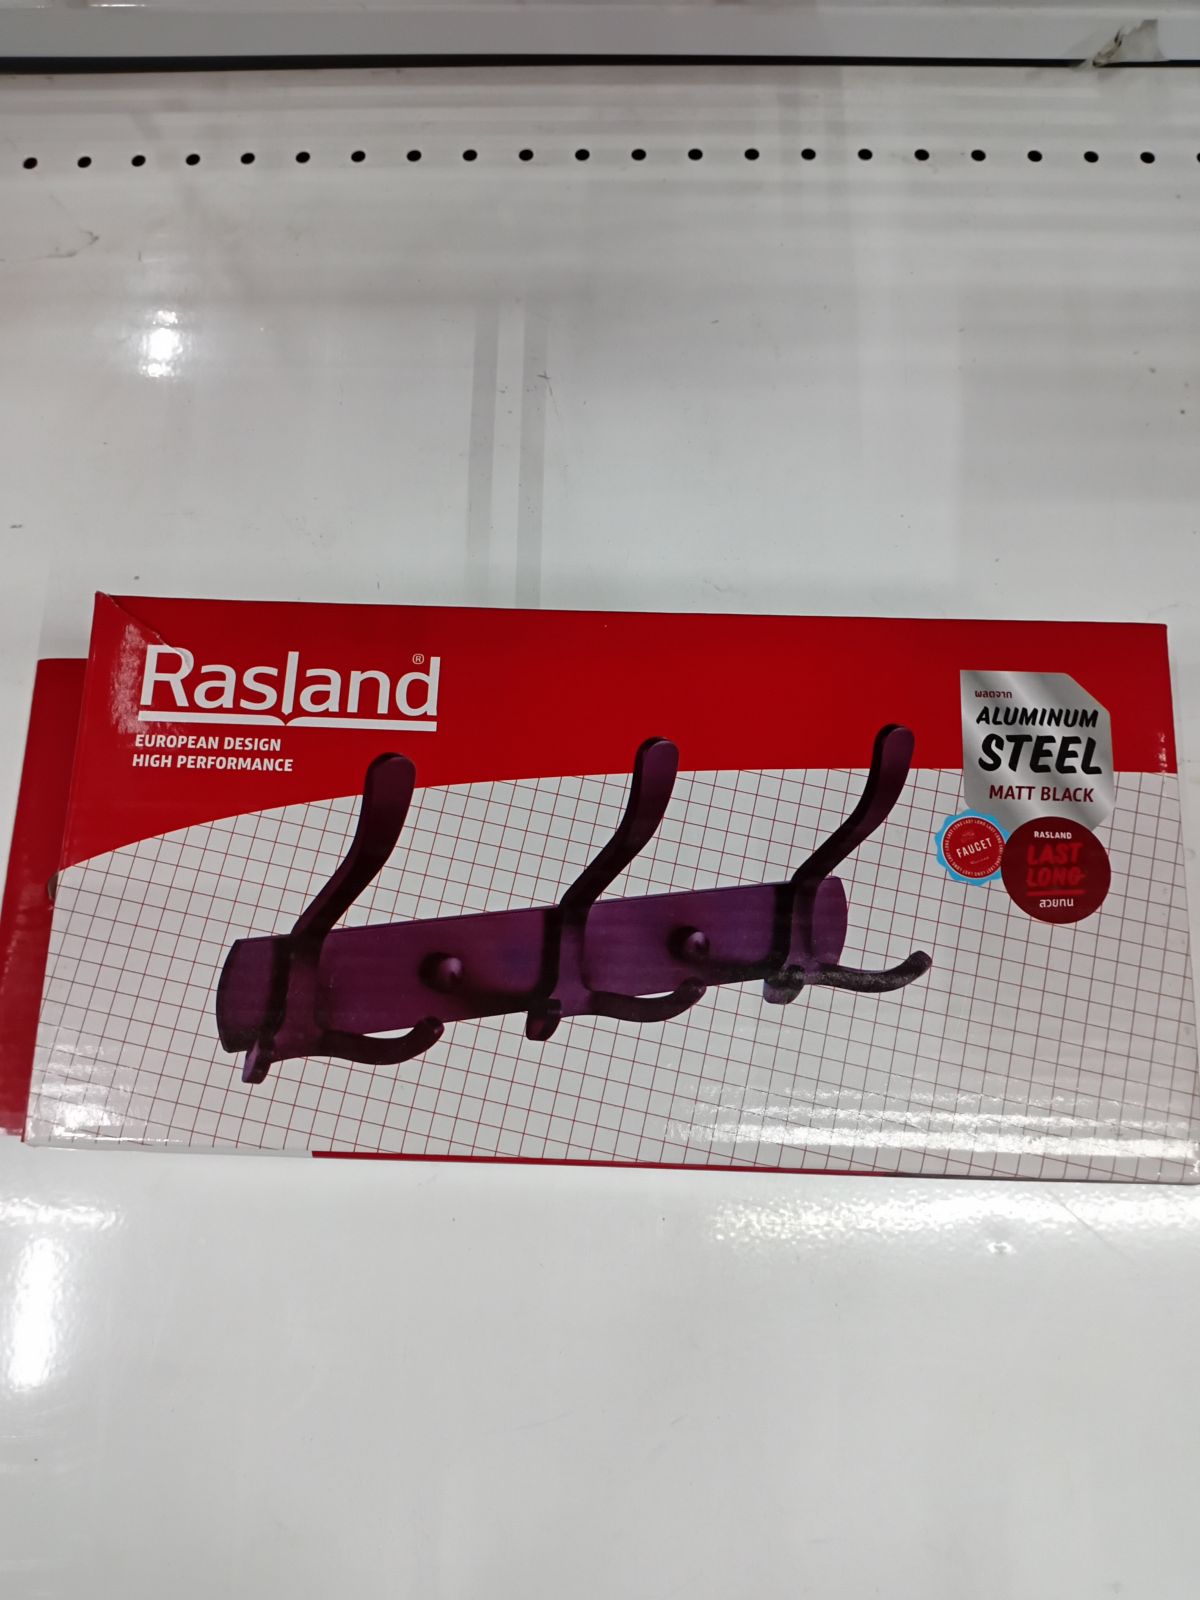 Rasland®
EUROPEAN DESIGN
HIGH PERFORMANCE
ผลิตจาก
ALUMINUM
STEEL
MATT BLACK
FAUCET
RASLAND
LAST
LONG
สวยทน